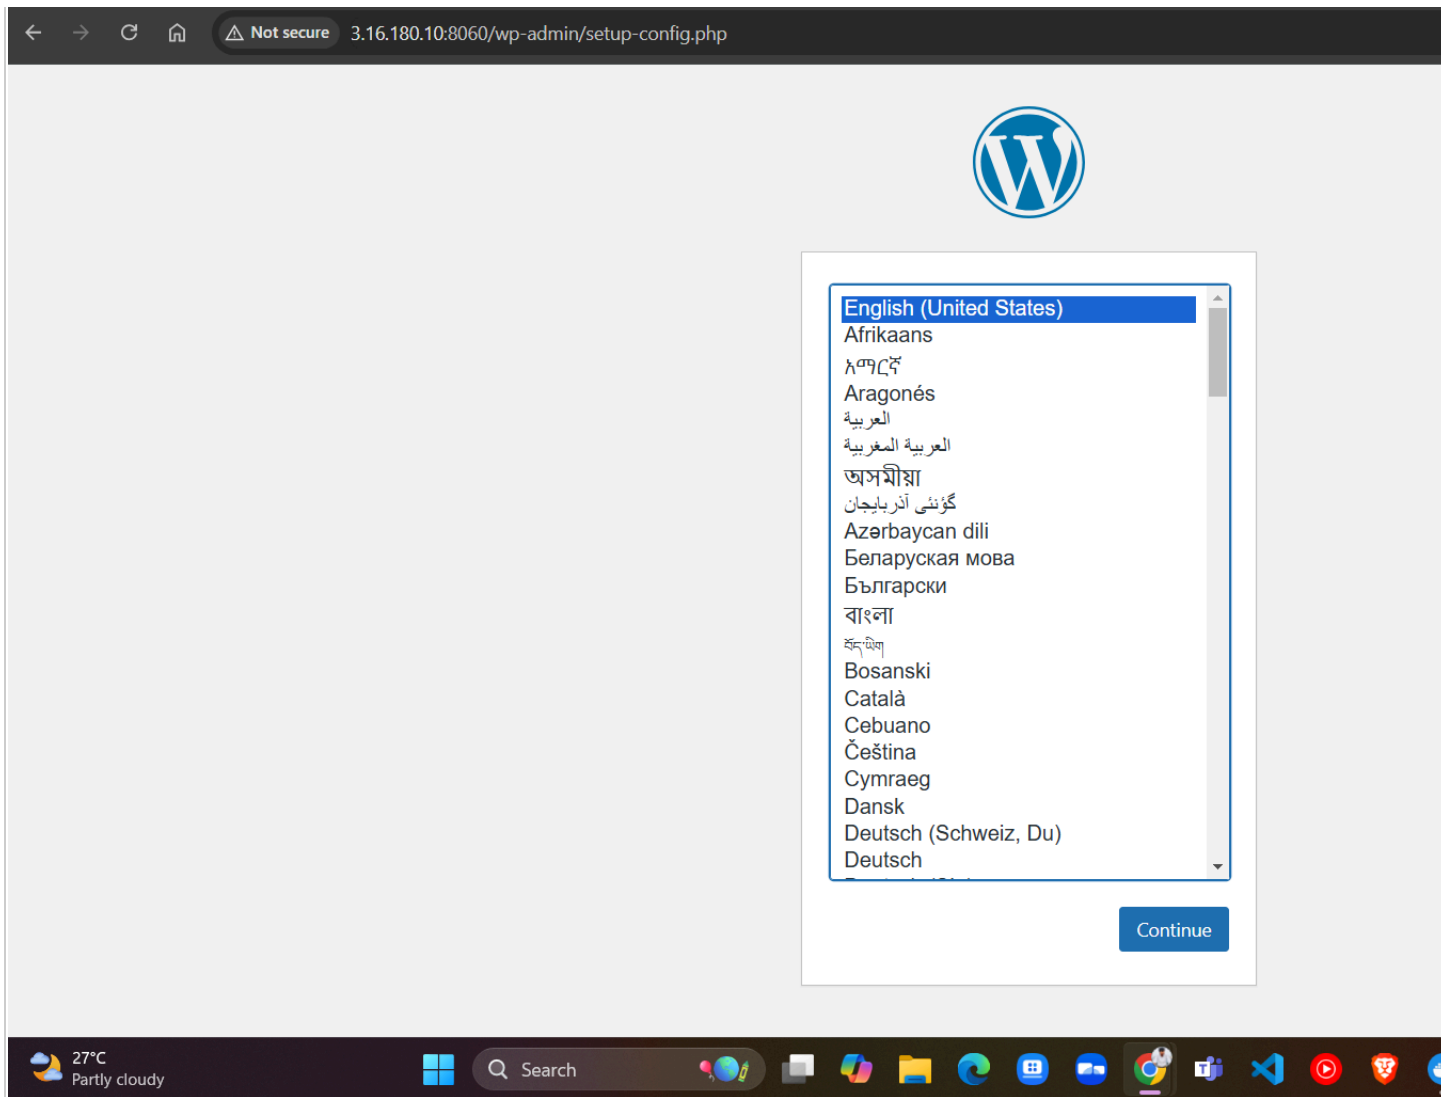 Not secure 3.16.180.10:8060/wp-admin/setup-config.php
English (United States)
Afrikaans
አማርኛ
Aragonés
العربية
العربية المغربية
অসমীয়া
گؤنئی آذربایجان
Azərbaycan dili
Беларуская мова
Български
বাংলা
བོད་ཡིག
Bosanski
Català
Cebuano
Čeština
Cymraeg
Dansk
Deutsch (Schweiz, Du)
Deutsch
Continue
27°C
Partly cloudy
Search